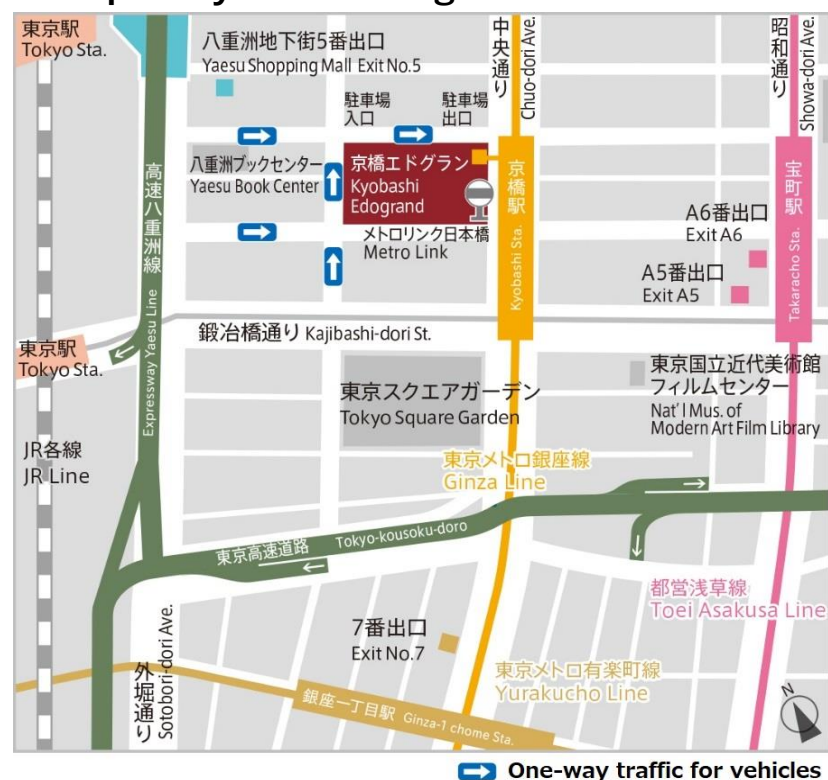 東京駅
Tokyo Sta.
八重洲地下街5番出口
Yaesu Shopping Mall Exit No.5
中央通り
Chuo-dori Ave.
昭和通り
Showa-dori Ave.
駐車場
入口
駐車場
出口
高速八重洲線
Expressway Yaesu Line
八重洲ブックセンター
Yaesu Book Center
京橋エドグラン
Kyobashi
Edogrand
京橋駅
Kyobashi Sta.
宝町駅
Takaracho Sta.
メトロリンク日本橋
Metro Link
A6番出口
Exit A6
A5番出口
Exit A5
鍛冶橋通り Kajibashi-dori St.
東京駅
Tokyo Sta.
東京スクエアガーデン
Tokyo Square Garden
東京国立近代美術館
フィルムセンター
Nat'l Mus. of
Modern Art Film Library
JR各線
JR Line
東京メトロ銀座線
Ginza Line
東京高速道路 Tokyo-kousoku-doro
都営浅草線
Toei Asakusa Line
7番出口
Exit No.7
外堀通り
Sotobori-dori Ave.
東京メトロ有楽町線
Yurakucho Line
銀座一丁目駅 Ginza-1 chome Sta.
N
One-way traffic for vehicles